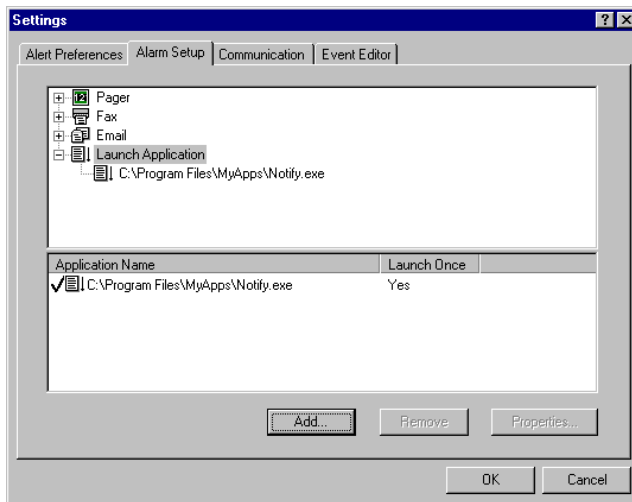 Settings
Alert Preferences Alarm Setup Communication Event Editor
12 Pager
Fax
Email
Launch Application
C:\Program Files\MyApps\Notify.exe
Application Name Launch Once
C:\Program Files\MyApps\Notify.exe Yes
Add... Remove Properties...
OK Cancel